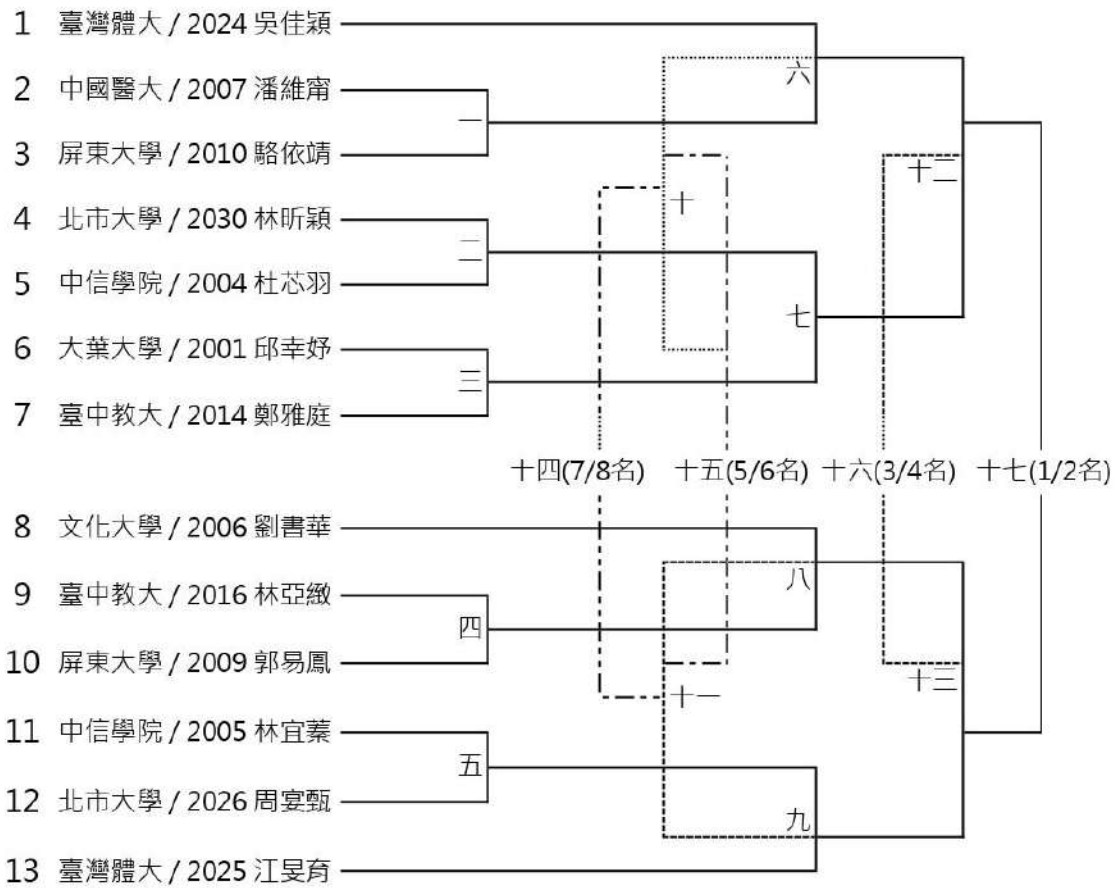 1 臺灣體大 / 2024 吳佳穎
六
2 中國醫大 / 2007 潘維甯
一
3 屏東大學 / 2010 駱依靖
十二
十
4 北市大學 / 2030 林昕穎
二
5 中信學院 / 2004 杜芯羽
七
6 大葉大學 / 2001 邱幸妤
三
7 臺中教大 / 2014 鄭雅庭
十四(7/8名) 十五(5/6名) 十六(3/4名) 十七(1/2名)
8 文化大學 / 2006 劉書華
八
9 臺中教大 / 2016 林亞緻
四
10 屏東大學 / 2009 郭易鳳
十三
十一
11 中信學院 / 2005 林宜蓁
五
12 北市大學 / 2026 周宴甄
九
13 臺灣體大 / 2025 江旻育